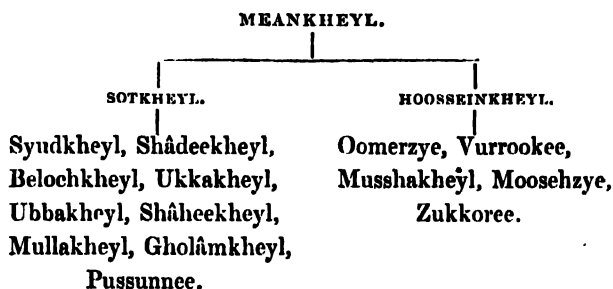 MEANKHEYL.
SOTKHEYL.
HOOSSEINKHEYL.
Syudkheyl, Shâdeekheyl,
Belochkheyl, Ukkakheyl,
Ubbakheyl, Shâheekheyl,
Mullakheyl, Gholâmkheyl,
Pussunnee.
Oomerzye, Vurrookee,
Musshakheyl, Moosehzye,
Zukkoree.